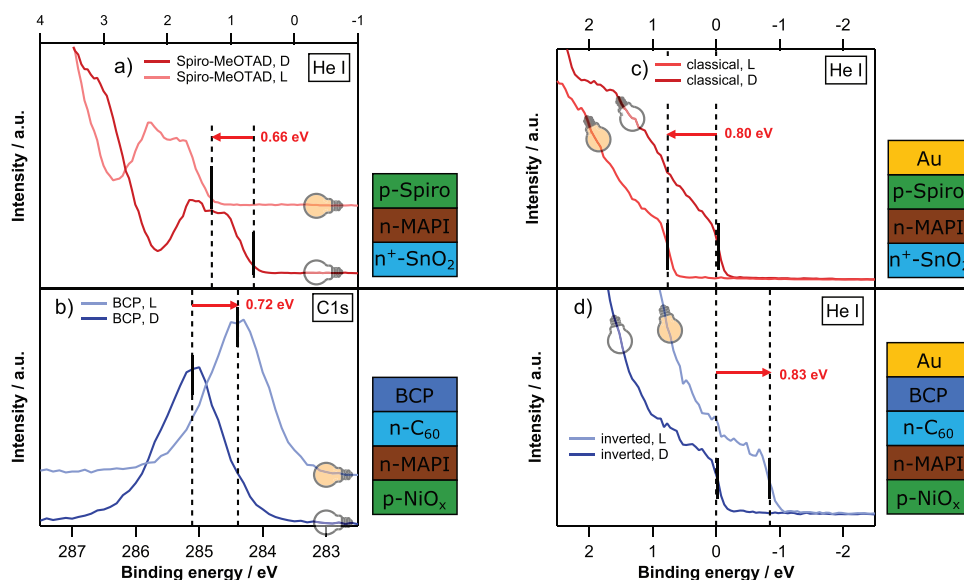 4 3 2 1 0 -1
a)
Spiro-MeOTAD, D
Spiro-MeOTAD, L
He I
0.66 eV
Intensity / a.u.
p-Spiro
n-MAPI
n⁺-SnO₂
b)
BCP, L
BCP, D
0.72 eV
C1s
Intensity / a.u.
BCP
n-C₆₀
n-MAPI
p-NiOₓ
287 286 285 284 283
Binding energy / eV
2 1 0 -1 -2
c)
classical, L
classical, D
He I
0.80 eV
Intensity / a.u.
Au
p-Spiro
n-MAPI
n⁺-SnO₂
d)
He I
0.83 eV
inverted, L
inverted, D
Intensity / a.u.
Au
BCP
n-C₆₀
n-MAPI
p-NiOₓ
2 1 0 -1 -2
Binding energy / eV